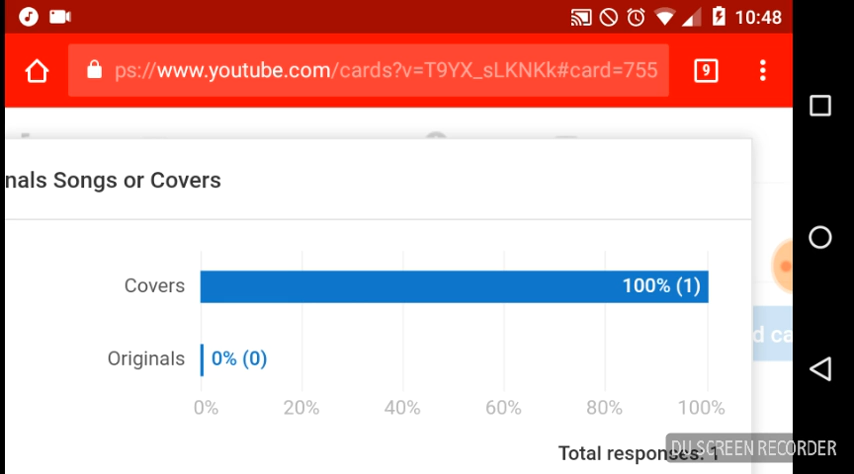 10:48
ps://www.youtube.com/cards?v=T9YX_sLKNKk#card=755
9
nals Songs or Covers
Covers 100% (1)
d ca
Originals 0% (0)
0% 20% 40% 60% 80% 100%
Total responses: 1
DU SCREEN RECORDER